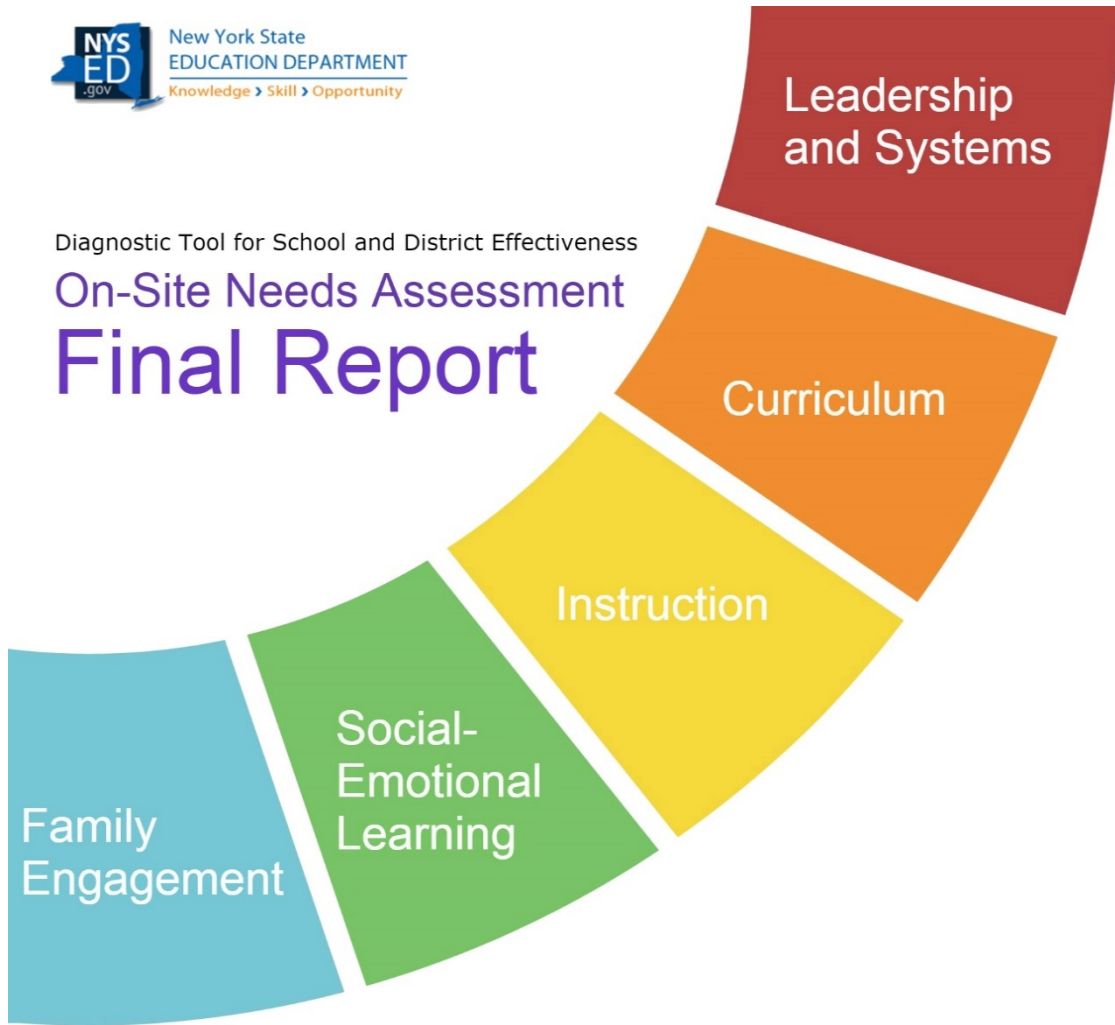 NYS
ED
.gov
New York State
EDUCATION DEPARTMENT
Knowledge > Skill > Opportunity
Diagnostic Tool for School and District Effectiveness
On-Site Needs Assessment
Final Report
Leadership
and Systems
Curriculum
Instruction
Social-
Emotional
Learning
Family
Engagement